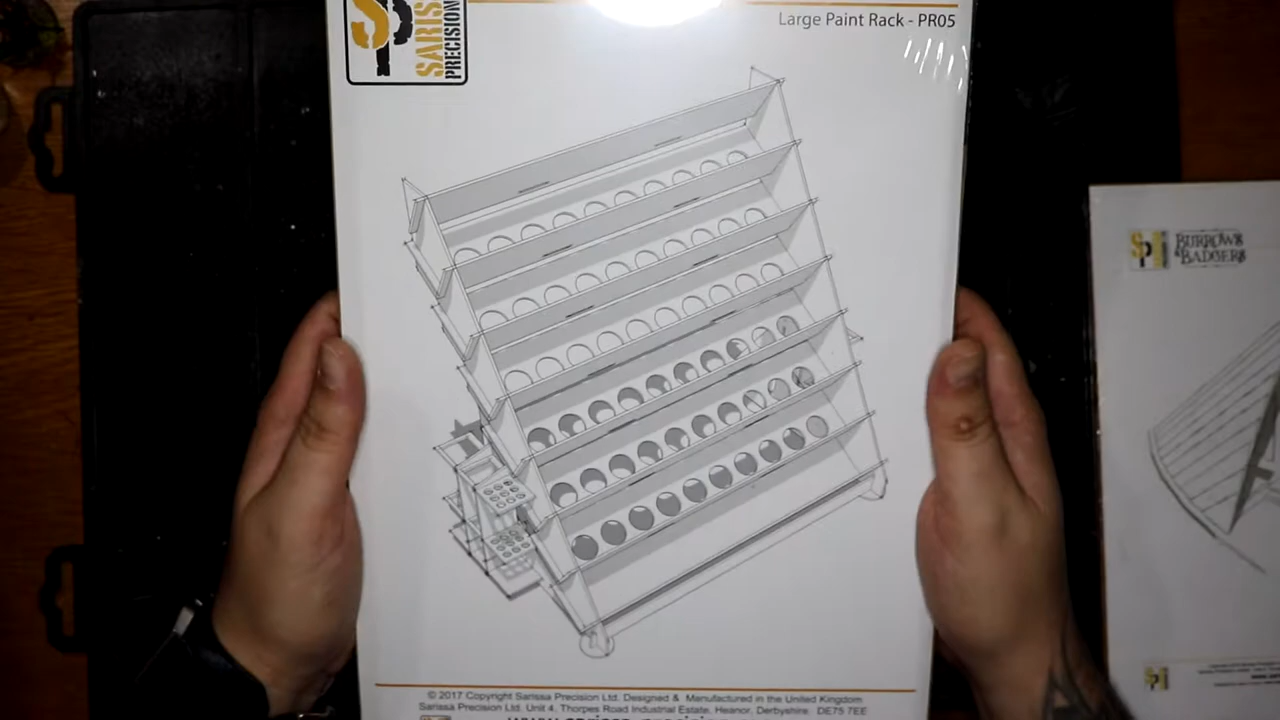 Large Paint Rack - PR05
SP
SARIS
PRECISION
SP
BURROWS
& BADGERS
© 2017 Copyright Sarissa Precision Ltd. Designed & Manufactured in the United Kingdom
Sarissa Precision Ltd. Unit 4, Thorpes Road Industrial Estate, Heanor, Derbyshire DE75 7EE